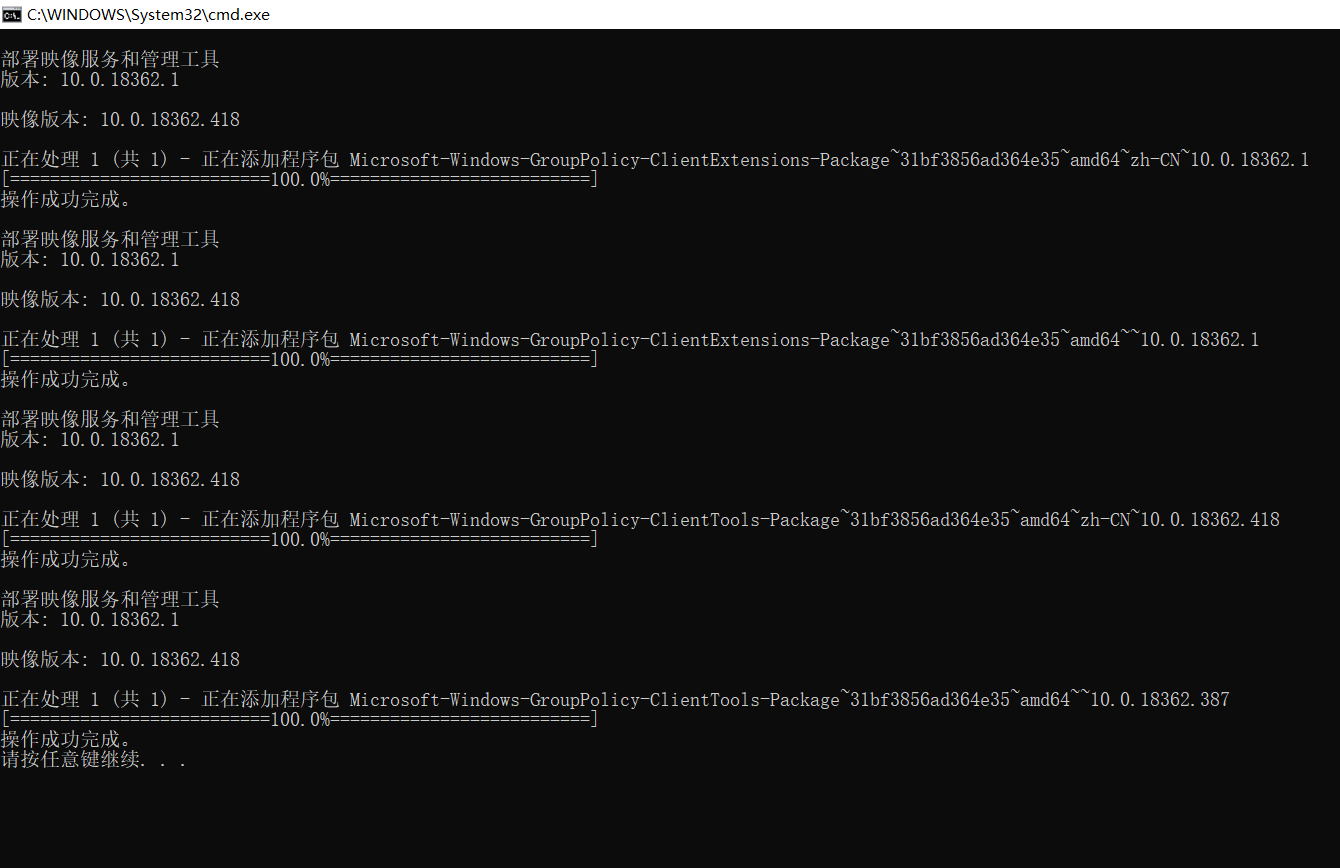 C:\WINDOWS\System32\cmd.exe
部署映像服务和管理工具
版本: 10.0.18362.1
映像版本: 10.0.18362.418
正在处理 1 (共 1) - 正在添加程序包 Microsoft-Windows-GroupPolicy-ClientExtensions-Package~31bf3856ad364e35~amd64~zh-CN~10.0.18362.1
[==========================100.0%==========================]
操作成功完成。
部署映像服务和管理工具
版本: 10.0.18362.1
映像版本: 10.0.18362.418
正在处理 1 (共 1) - 正在添加程序包 Microsoft-Windows-GroupPolicy-ClientExtensions-Package~31bf3856ad364e35~amd64~~10.0.18362.1
[==========================100.0%==========================]
操作成功完成。
部署映像服务和管理工具
版本: 10.0.18362.1
映像版本: 10.0.18362.418
正在处理 1 (共 1) - 正在添加程序包 Microsoft-Windows-GroupPolicy-ClientTools-Package~31bf3856ad364e35~amd64~zh-CN~10.0.18362.418
[==========================100.0%==========================]
操作成功完成。
部署映像服务和管理工具
版本: 10.0.18362.1
映像版本: 10.0.18362.418
正在处理 1 (共 1) - 正在添加程序包 Microsoft-Windows-GroupPolicy-ClientTools-Package~31bf3856ad364e35~amd64~~10.0.18362.387
[==========================100.0%==========================]
操作成功完成。
请按任意键继续. . .